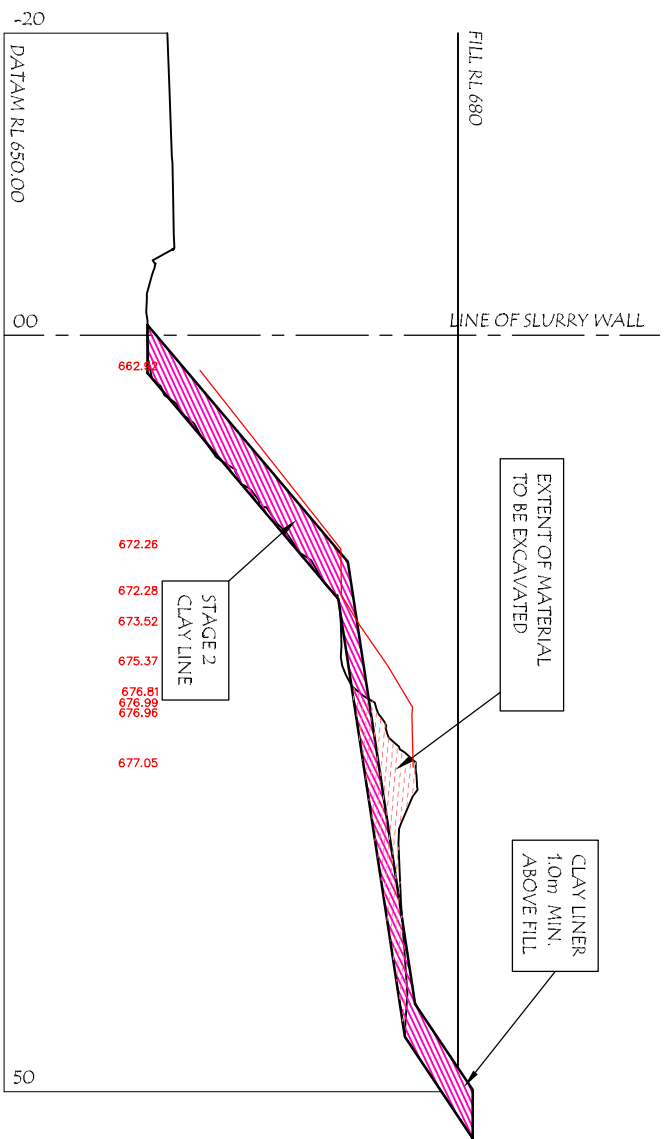 -20
DATAM RL 650.00
FILL RL 680
00
LINE OF SLURRY WALL
662.92
672.26
672.28
673.52
675.37
676.81
676.99
676.96
677.05
EXTENT OF MATERIAL
TO BE EXCAVATED
STAGE 2
CLAY LINE
CLAY LINER
1.0m MIN.
ABOVE FILL
50